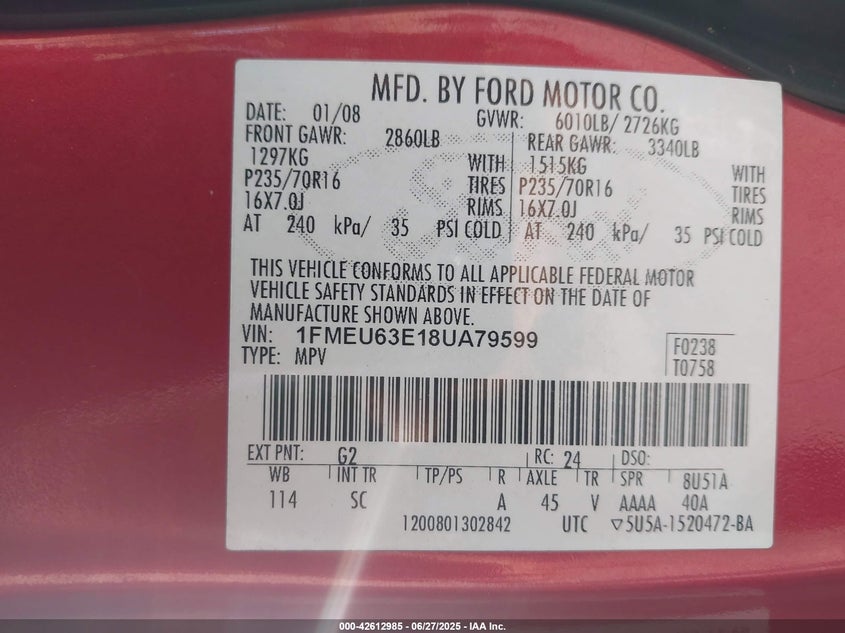 MFD. BY FORD MOTOR CO.
DATE: 01/08 GVWR: 6010LB/ 2726KG
FRONT GAWR: 2860LB REAR GAWR: 3340LB
1297KG WITH 1515KG WITH
P235/70R16 TIRES P235/70R16 TIRES
16X7.0J RIMS 16X7.0J RIMS
AT 240 kPa/ 35 PSI COLD AT 240 kPa/ 35 PSI COLD
THIS VEHICLE CONFORMS TO ALL APPLICABLE FEDERAL MOTOR
VEHICLE SAFETY STANDARDS IN EFFECT ON THE DATE OF
MANUFACTURE SHOWN ABOVE.
VIN: 1FMEU63E18UA79599
TYPE: MPV
F0238
T0758
EXT PNT: G2 RC: 24 DSO:
WB INT TR TP/PS R AXLE TR SPR 8U51A
114 SC A 45 V AAAA 40A
1200801302842 UTC ▽5U5A-1520472-BA
000-42612985 - 06/27/2025 - IAA Inc.